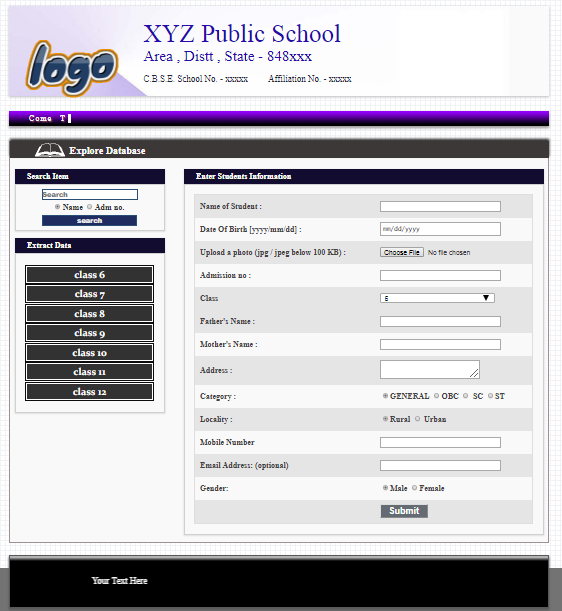 logo
XYZ Public School
Area , Distt , State - 848xxx
C.B.S.E. School No. - xxxxx Affiliation No. - xxxxx
Come T
Explore Database
Search Item
Search
Name Adm no.
search
Extract Data
class 6
class 7
class 8
class 9
class 10
class 11
class 12
Enter Students Information
Name of Student :
Date Of Birth [yyyy/mm/dd] : mm/dd/yyyy
Upload a photo (jpg / jpeg below 100 KB) : Choose File No file chosen
Admission no :
Class 6
Father's Name :
Mother's Name :
Address :
Category : GENERAL OBC SC ST
Locality : Rural Urban
Mobile Number
Email Address: (optional)
Gender: Male Female
Submit
Your Text Here